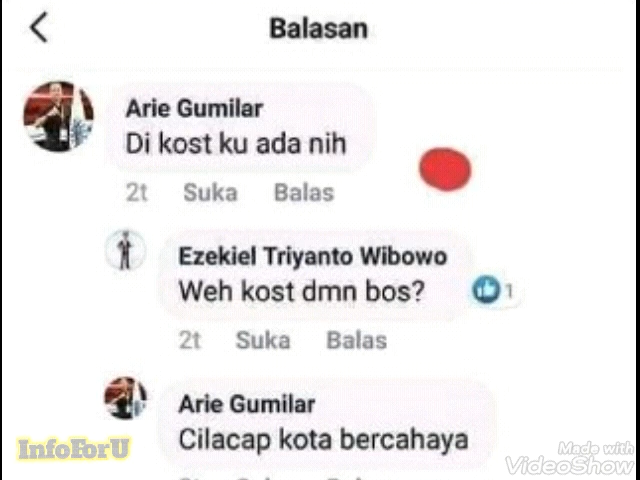 Balasan
Arie Gumilar
Di kost ku ada nih
2t Suka Balas
Ezekiel Triyanto Wibowo
Weh kost dmn bos?
1
2t Suka Balas
Arie Gumilar
Cilacap kota bercahaya
InfoForU
Made with
VideoShow